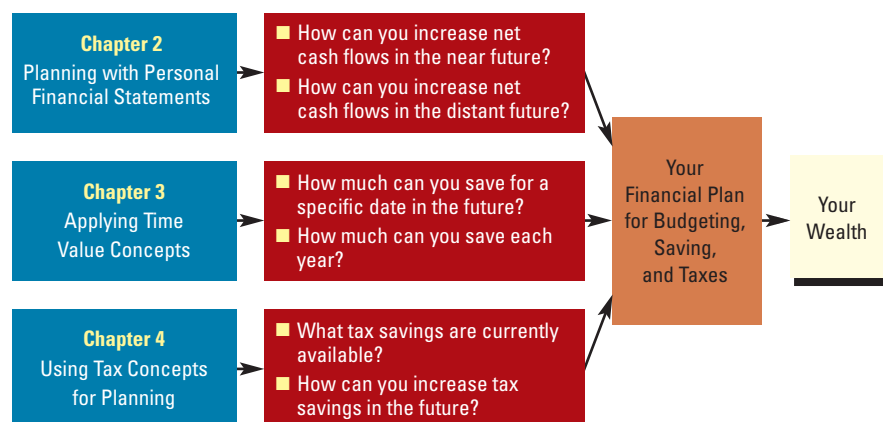 Chapter 2
Planning with Personal
Financial Statements
■ How can you increase net
cash flows in the near future?
■ How can you increase net
cash flows in the distant future?
Chapter 3
Applying Time
Value Concepts
■ How much can you save for a
specific date in the future?
■ How much can you save each
year?
Chapter 4
Using Tax Concepts
for Planning
■ What tax savings are currently
available?
■ How can you increase tax
savings in the future?
Your
Financial Plan
for Budgeting,
Saving,
and Taxes
Your
Wealth